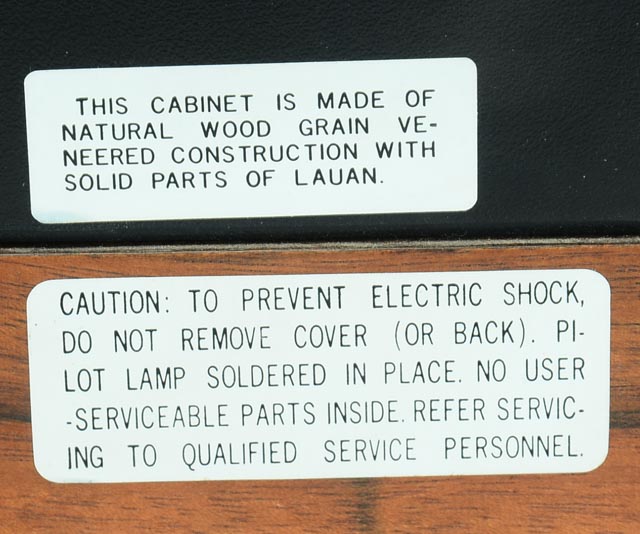 THIS CABINET IS MADE OF
NATURAL WOOD GRAIN VE-
NEERED CONSTRUCTION WITH
SOLID PARTS OF LAUAN.
CAUTION: TO PREVENT ELECTRIC SHOCK,
DO NOT REMOVE COVER (OR BACK). PI-
LOT LAMP SOLDERED IN PLACE. NO USER
-SERVICEABLE PARTS INSIDE. REFER SERVIC-
ING TO QUALIFIED SERVICE PERSONNEL.